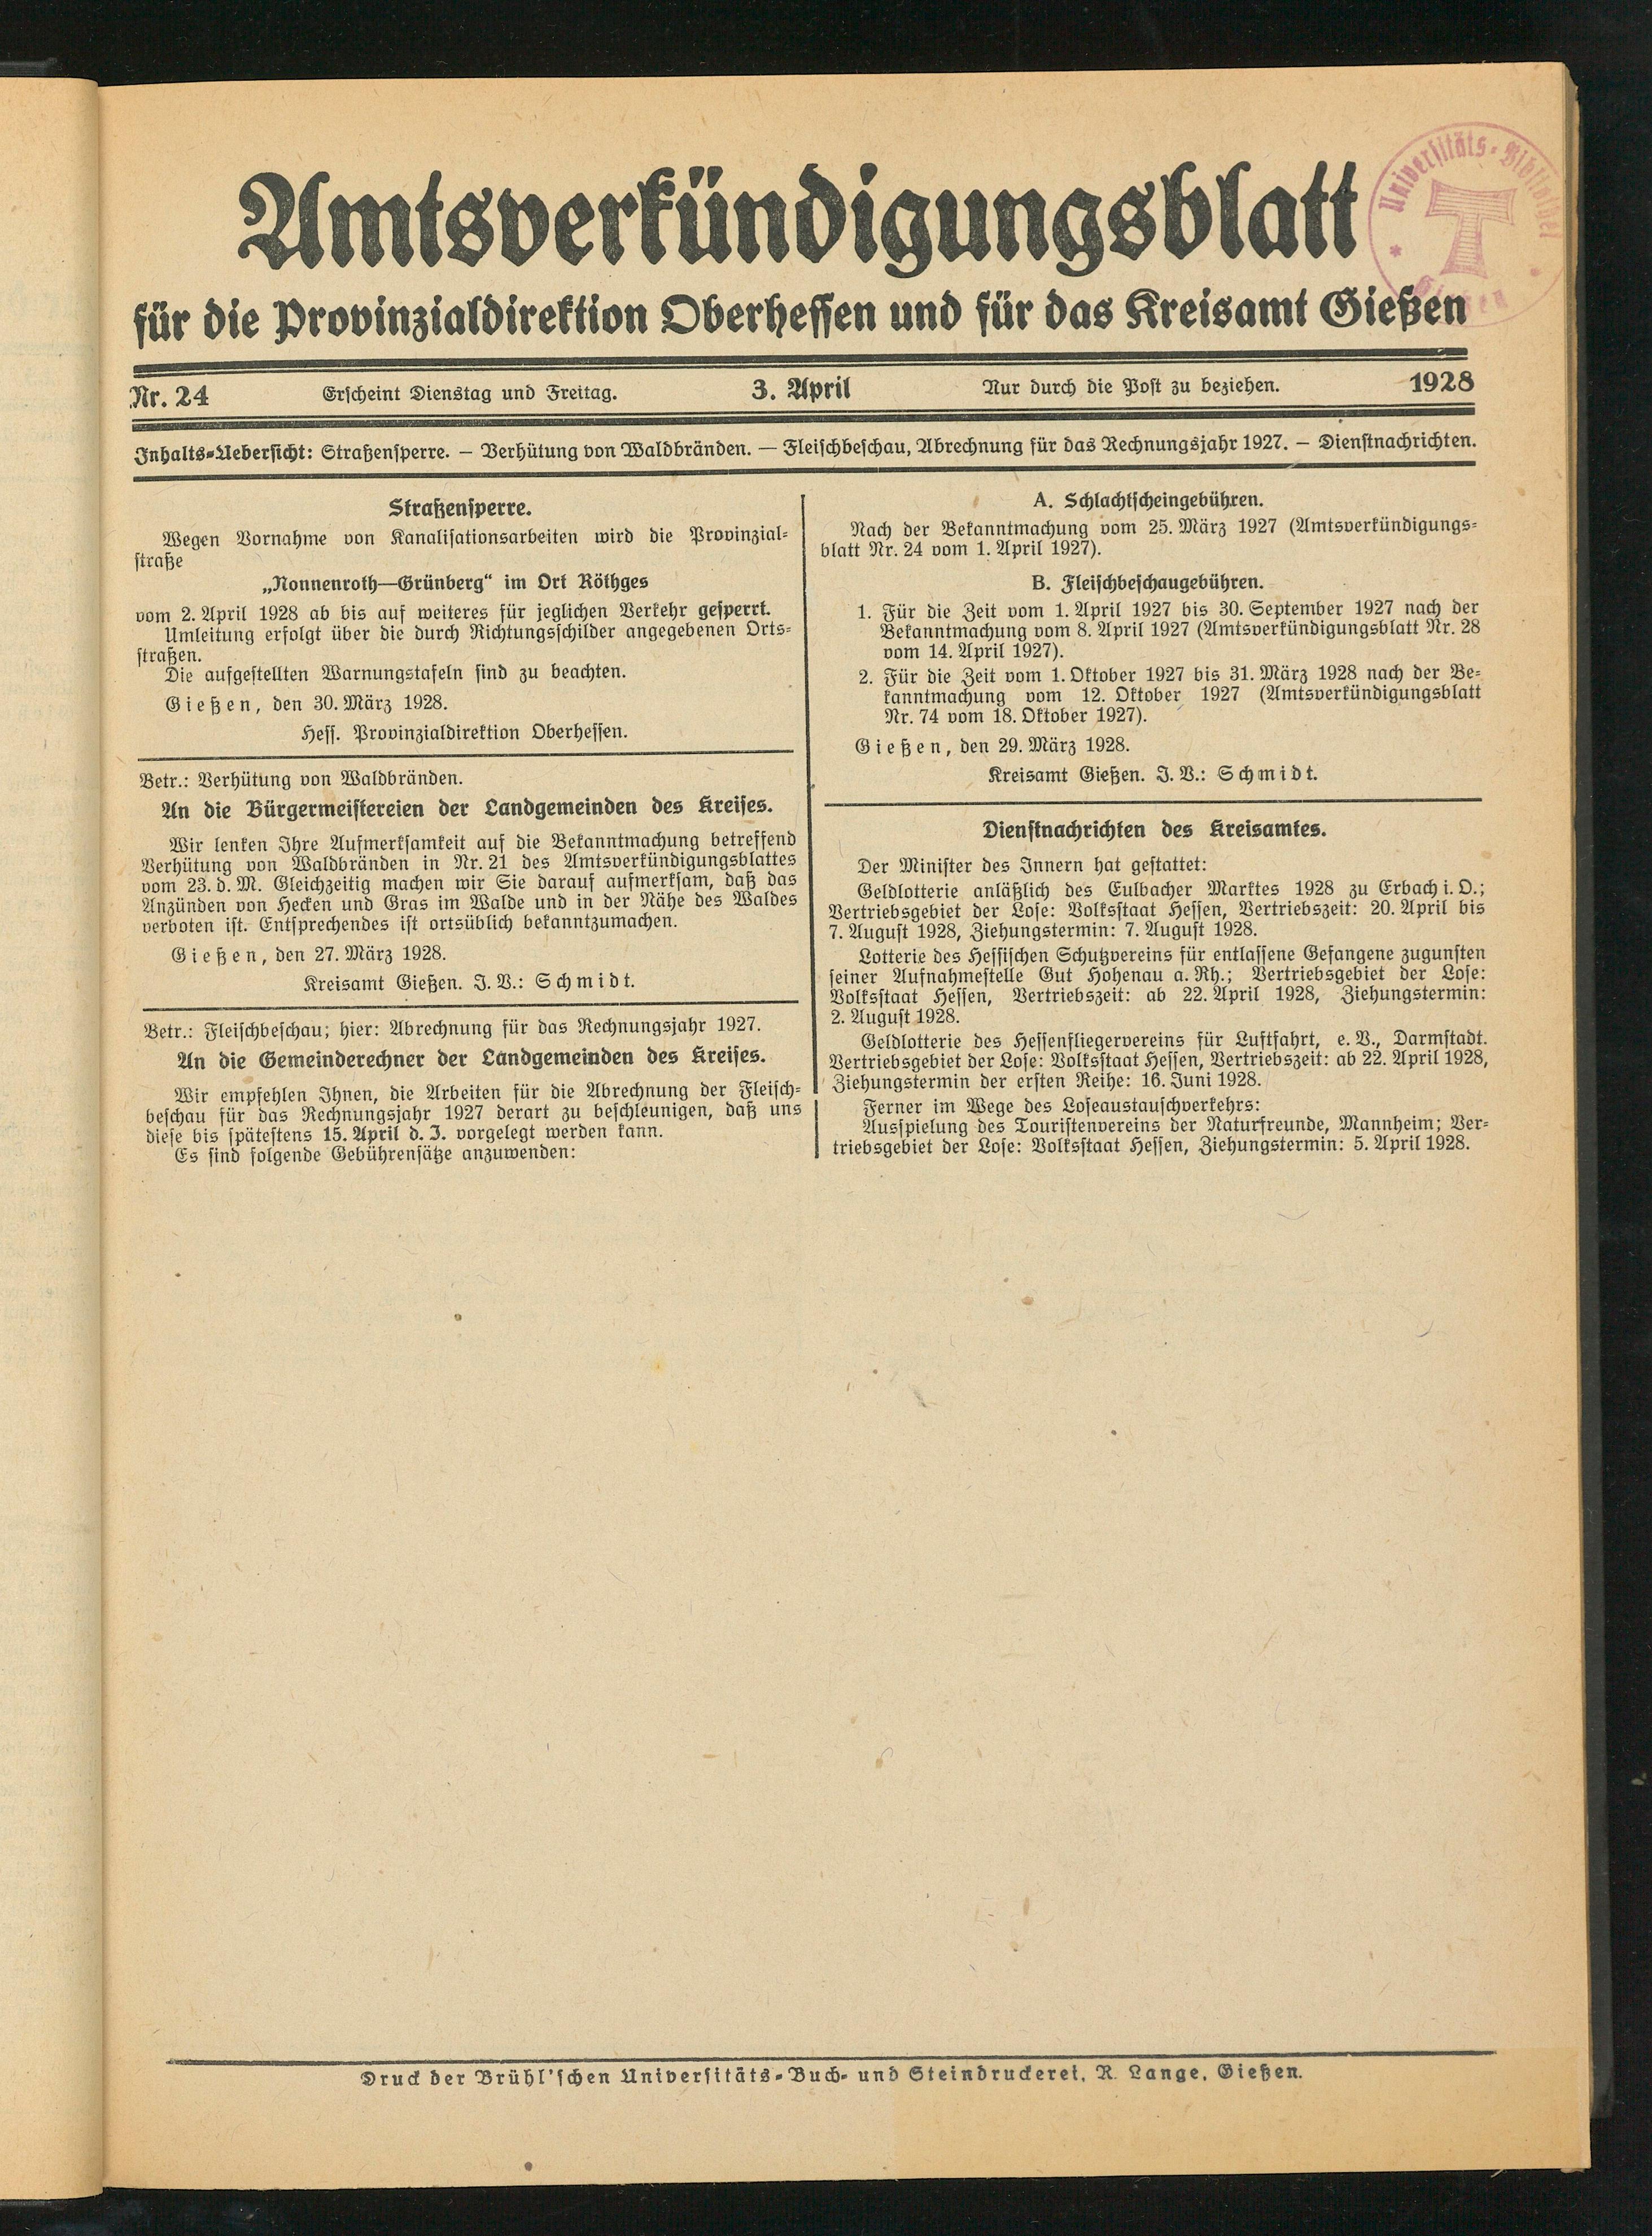 Amtsverkündigungsblatt
für die Provinzialdirektion Oberhessen und für das Kreisamt Gießen
Universitäts-Bibliothek
Gießen
Nr. 24 Erscheint Dienstag und Freitag. 3. April Nur durch die Post zu beziehen. 1928
Inhalts-Uebersicht: Straßensperre. – Verhütung von Waldbränden. — Fleischbeschau, Abrechnung für das Rechnungsjahr 1927. – Dienstnachrichten.
Straßensperre.
Wegen Vornahme von Kanalisationsarbeiten wird die Provinzial-
straße
„Nonnenroth—Grünberg“ im Ort Röthges
vom 2. April 1928 ab bis auf weiteres für jeglichen Verkehr gesperrt.
Umleitung erfolgt über die durch Richtungsschilder angegebenen Orts-
straßen.
Die aufgestellten Warnungstafeln sind zu beachten.
Gießen, den 30. März 1928.
Hess. Provinzialdirektion Oberhessen.
Betr.: Verhütung von Waldbränden.
An die Bürgermeistereien der Landgemeinden des Kreises.
Wir lenken Ihre Aufmerksamkeit auf die Bekanntmachung betreffend
Verhütung von Waldbränden in Nr. 21 des Amtsverkündigungsblattes
vom 23. d. M. Gleichzeitig machen wir Sie darauf aufmerksam, daß das
Anzünden von Hecken und Gras im Walde und in der Nähe des Waldes
verboten ist. Entsprechendes ist ortsüblich bekanntzumachen.
Gießen, den 27. März 1928.
Kreisamt Gießen. J. V.: Schmidt.
Betr.: Fleischbeschau; hier: Abrechnung für das Rechnungsjahr 1927.
An die Gemeinderechner der Landgemeinden des Kreises.
Wir empfehlen Ihnen, die Arbeiten für die Abrechnung der Fleisch-
beschau für das Rechnungsjahr 1927 derart zu beschleunigen, daß uns
diese bis spätestens 15. April d. J. vorgelegt werden kann.
Es sind folgende Gebührensätze anzuwenden:
A. Schlachtscheingebühren.
Nach der Bekanntmachung vom 25. März 1927 (Amtsverkündigungs-
blatt Nr. 24 vom 1. April 1927).
B. Fleischbeschaugebühren.
1. Für die Zeit vom 1. April 1927 bis 30. September 1927 nach der
Bekanntmachung vom 8. April 1927 (Amtsverkündigungsblatt Nr. 28
vom 14. April 1927).
2. Für die Zeit vom 1. Oktober 1927 bis 31. März 1928 nach der Be-
kanntmachung vom 12. Oktober 1927 (Amtsverkündigungsblatt
Nr. 74 vom 18. Oktober 1927).
Gießen, den 29. März 1928.
Kreisamt Gießen. J. V.: Schmidt.
Dienstnachrichten des Kreisamtes.
Der Minister des Innern hat gestattet:
Geldlotterie anläßlich des Eulbacher Marktes 1928 zu Erbach i. O.;
Vertriebsgebiet der Lose: Volksstaat Hessen, Vertriebszeit: 20. April bis
7. August 1928, Ziehungstermin: 7. August 1928.
Lotterie des Hessischen Schutzvereins für entlassene Gefangene zugunsten
seiner Aufnahmestelle Gut Hohenau a. Rh.; Vertriebsgebiet der Lose:
Volksstaat Hessen, Vertriebszeit: ab 22. April 1928, Ziehungstermin:
2. August 1928.
Geldlotterie des Hessenfliegervereins für Luftfahrt, e. V., Darmstadt.
Vertriebsgebiet der Lose: Volksstaat Hessen, Vertriebszeit: ab 22. April 1928,
Ziehungstermin der ersten Reihe: 16. Juni 1928.
Ferner im Wege des Loseaustauschverkehrs:
Ausspielung des Touristenvereins der Naturfreunde, Mannheim; Ver-
triebsgebiet der Lose: Volksstaat Hessen, Ziehungstermin: 5. April 1928.
Druck der Brühl'schen Universitäts-Buch- und Steindruckerei, R. Lange, Gießen.